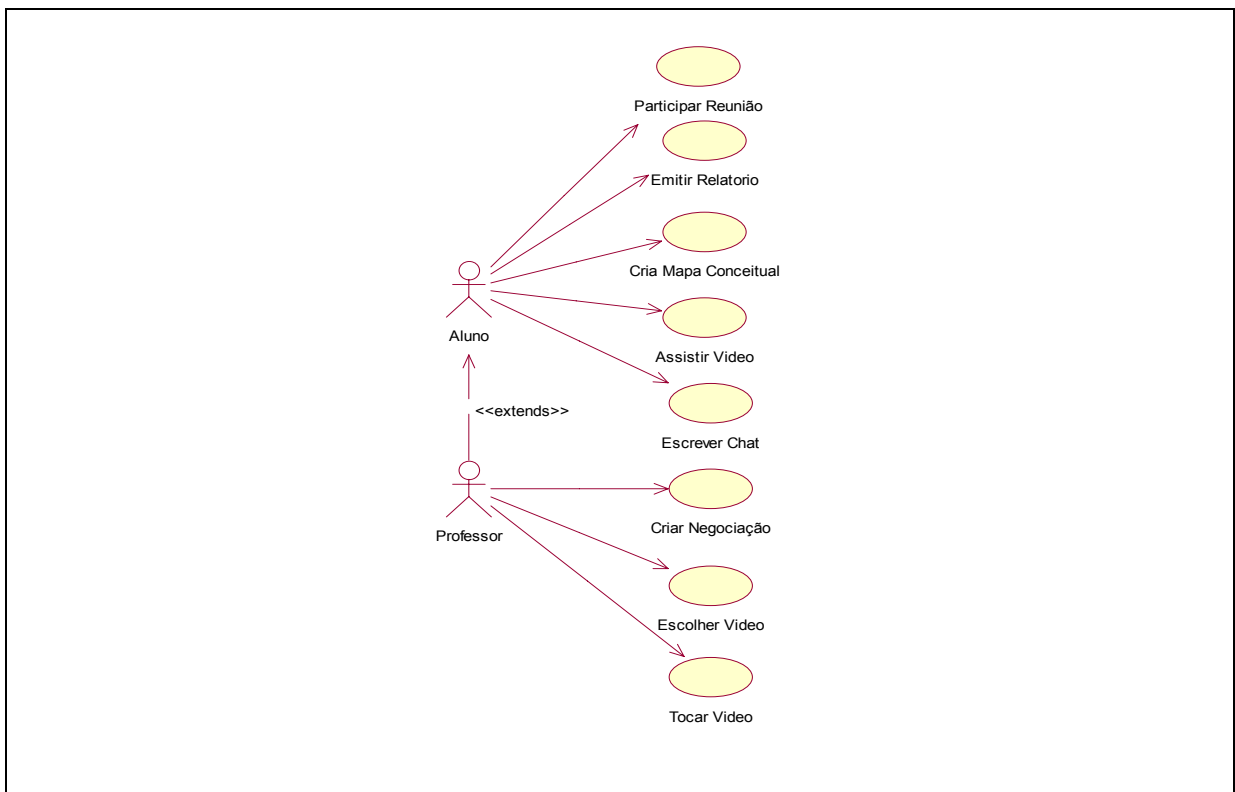 Participar Reunião
Emitir Relatorio
Cria Mapa Conceitual
Aluno
Assistir Video
<<extends>>
Escrever Chat
Professor
Criar Negociação
Escolher Video
Tocar Video